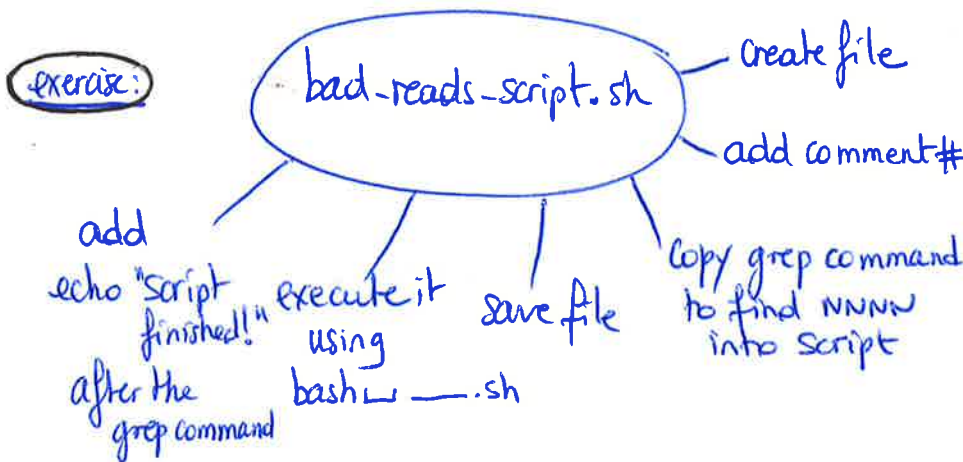 exercise:
bad-reads-script.sh
create file
add comment #
copy grep command
to find NNNN
into script
save file
execute it
using
bash␣ ___.sh
add
echo "script
finished!"
after the
grep command